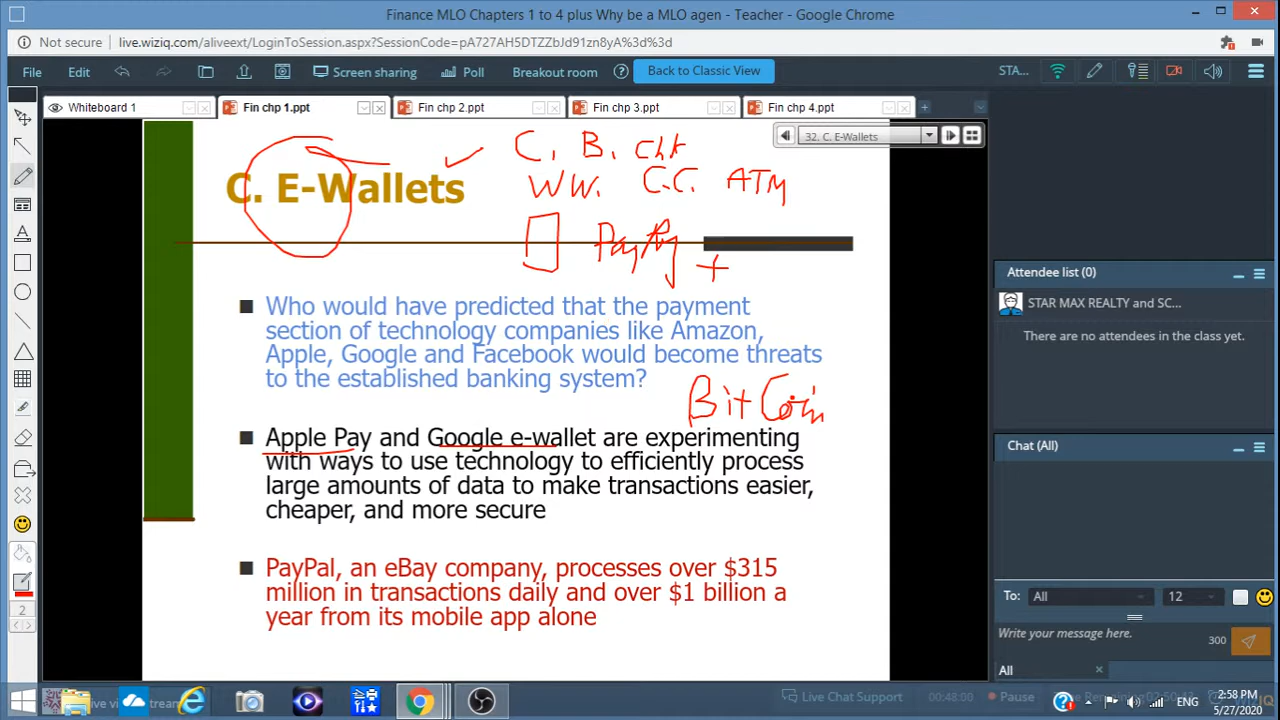 Finance MLO Chapters 1 to 4 plus Why be a MLO agen - Teacher - Google Chrome
Not secure | live.wiziq.com/aliveext/LoginToSession.aspx?SessionCode=pA727AH5DTZZbJd91zn8yA%3d%3d
File Edit Screen sharing Poll Breakout room ? Back to Classic View STA...
Whiteboard 1 Fin chp 1.ppt Fin chp 2.ppt Fin chp 3.ppt Fin chp 4.ppt
32. C. E-Wallets
C. E-Wallets
C. B. Chk
WW. C.C. ATM
+
Who would have predicted that the payment
section of technology companies like Amazon,
Apple, Google and Facebook would become threats
to the established banking system?
BitCoin
Apple Pay and Google e-wallet are experimenting
with ways to use technology to efficiently process
large amounts of data to make transactions easier,
cheaper, and more secure
PayPal, an eBay company, processes over $315
million in transactions daily and over $1 billion a
year from its mobile app alone
Attendee list (0)
STAR MAX REALTY and SC...
There are no attendees in the class yet.
Chat (All)
To: All 12
Write your message here. 300
All
2
Live Chat Support 00:48:00 Pause
ENG
2:58 PM
5/27/2020